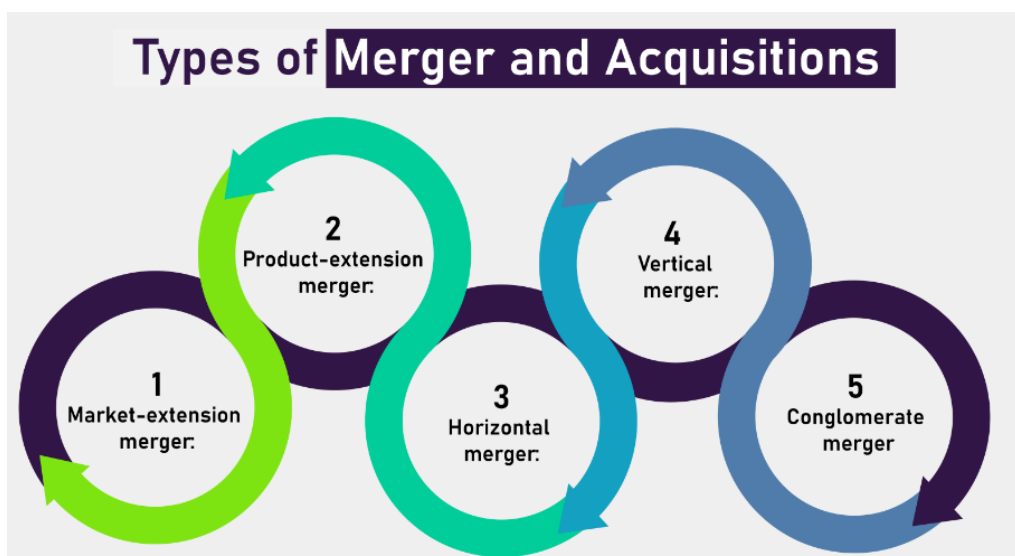 Types of Merger and Acquisitions
1
Market-extension
merger:
2
Product-extension
merger:
3
Horizontal
merger:
4
Vertical
merger:
5
Conglomerate
merger